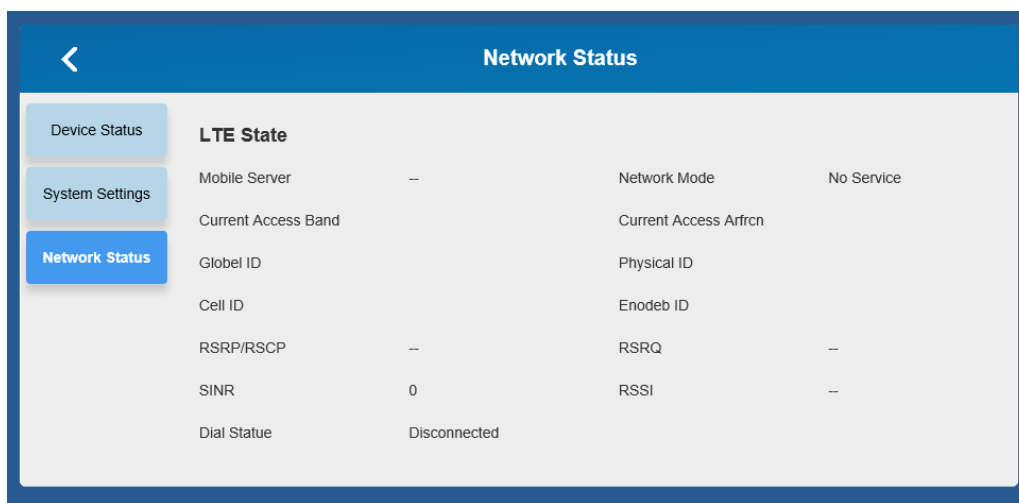 Network Status
Device Status
System Settings
Network Status
LTE State
Mobile Server -- Network Mode No Service
Current Access Band Current Access Arfrcn
Globel ID Physical ID
Cell ID Enodeb ID
RSRP/RSCP -- RSRQ --
SINR 0 RSSI --
Dial Statue Disconnected